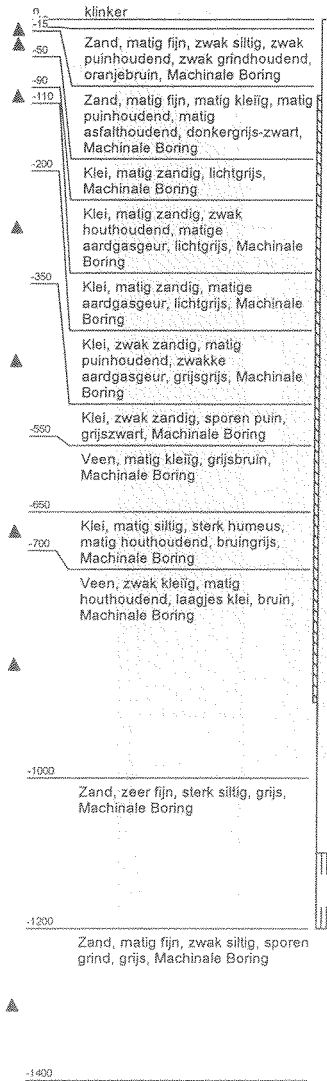 0
klinker
-15
Zand, matig fijn, zwak siltig, zwak
puinhoudend, zwak grindhoudend,
oranjebruin, Machinale Boring
-50
Zand, matig fijn, matig kleiïg, matig
puinhoudend, matig
asfalthoudend, donkergrijs-zwart,
Machinale Boring
-90
Klei, matig zandig, lichtgrijs,
Machinale Boring
-110
Klei, matig zandig, zwak
houthoudend, matige
aardgasgeur, lichtgrijs, Machinale
Boring
-200
Klei, matig zandig, matige
aardgasgeur, lichtgrijs, Machinale
Boring
Klei, zwak zandig, matig
puinhoudend, zwakke
aardgasgeur, grijsgrijs, Machinale
Boring
-350
Klei, zwak zandig, sporen puin,
grijszwart, Machinale Boring
-550
Veen, matig kleiïg, grijsbruin,
Machinale Boring
-650
Klei, matig siltig, sterk humeus,
matig houthoudend, bruingrijs,
Machinale Boring
-700
Veen, zwak kleiïg, matig
houthoudend, laagjes klei, bruin,
Machinale Boring
-1000
Zand, zeer fijn, sterk siltig, grijs,
Machinale Boring
-1200
Zand, matig fijn, zwak siltig, sporen
grind, grijs, Machinale Boring
-1400